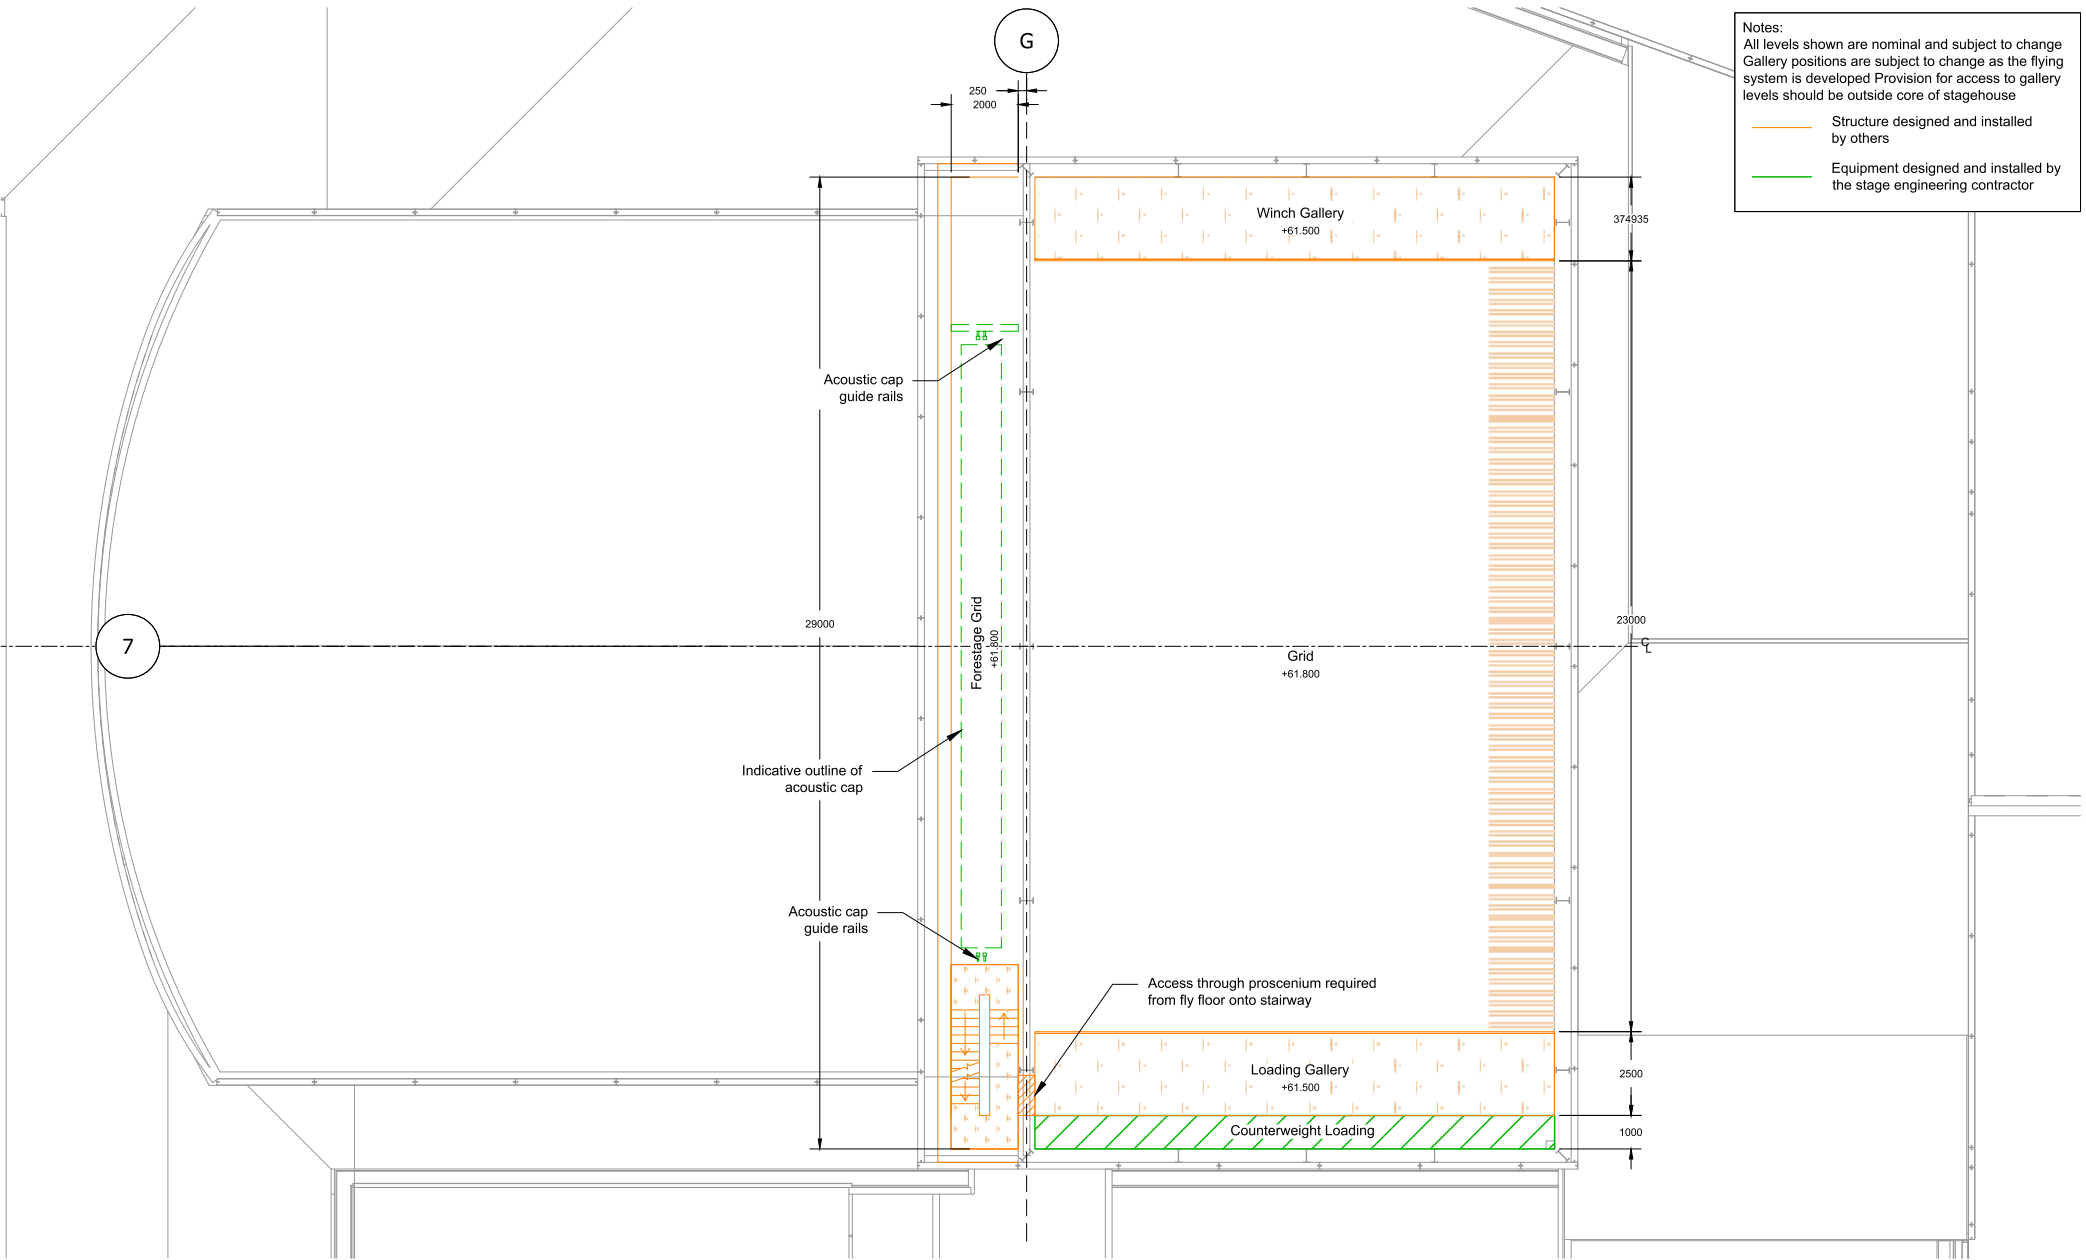 G
250
2000
Notes:
All levels shown are nominal and subject to change
Gallery positions are subject to change as the flying
system is developed Provision for access to gallery
levels should be outside core of stagehouse
Structure designed and installed
by others
Equipment designed and installed by
the stage engineering contractor
Winch Gallery
+61.500
374935
Acoustic cap
guide rails
29000
7
Forestage Grid
+61.800
Grid
+61.800
23000
CL
Indicative outline of
acoustic cap
Acoustic cap
guide rails
Access through proscenium required
from fly floor onto stairway
Loading Gallery
+61.500
2500
Counterweight Loading
1000